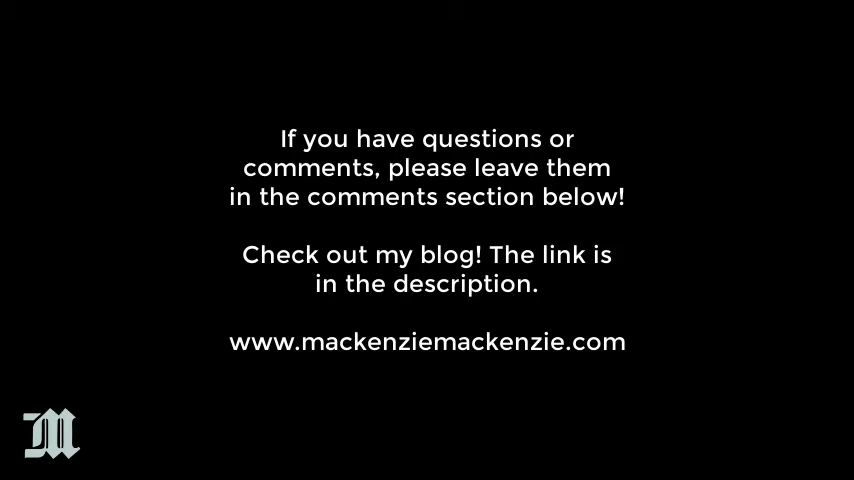 If you have questions or
comments, please leave them
in the comments section below!
Check out my blog! The link is
in the description.
www.mackenziemackenzie.com
M